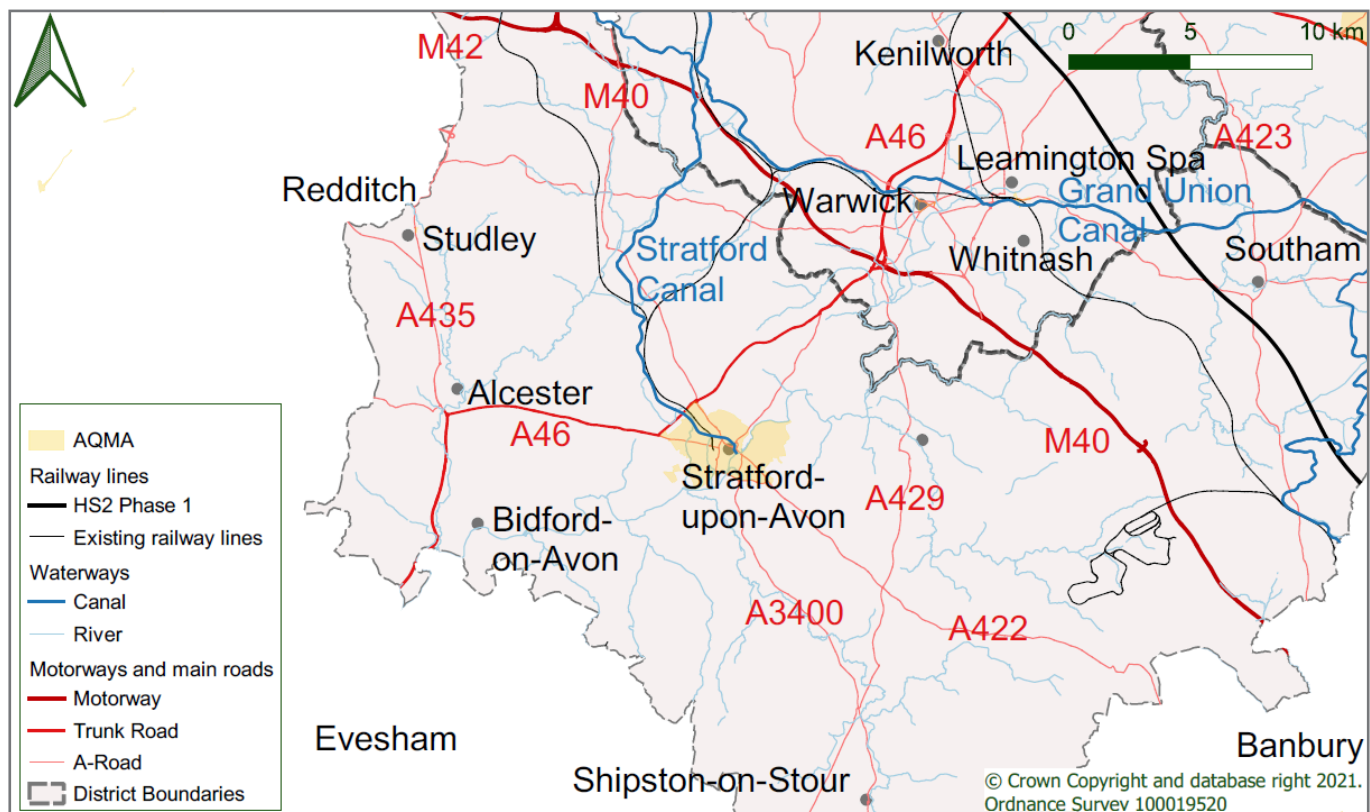 M42
Kenilworth
0
5
10 km
M40
A46
A423
Leamington Spa
Redditch
Warwick
Grand Union
Canal
Studley
Stratford
Canal
Whitnash
Southam
A435
Alcester
A46
M40
Stratford-
upon-Avon
A429
Bidford-
on-Avon
A3400
A422
AQMA
Railway lines
HS2 Phase 1
Existing railway lines
Waterways
Canal
River
Motorways and main roads
Motorway
Trunk Road
A-Road
District Boundaries
Evesham
Banbury
Shipston-on-Stour
© Crown Copyright and database right 2021.
Ordnance Survey 100019520